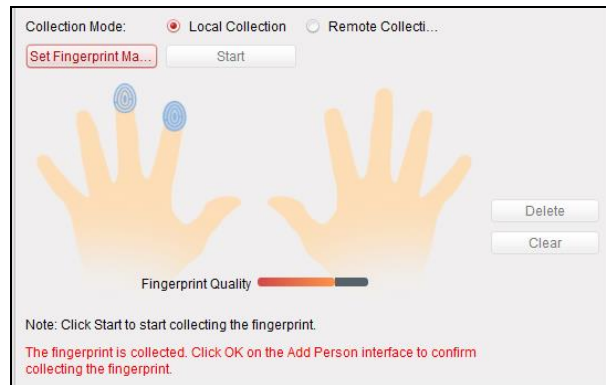 Collection Mode: Local Collection Remote Collecti...
Set Fingerprint Ma... Start
Delete
Clear
Fingerprint Quality
Note: Click Start to start collecting the fingerprint.
The fingerprint is collected. Click OK on the Add Person interface to confirm
collecting the fingerprint.